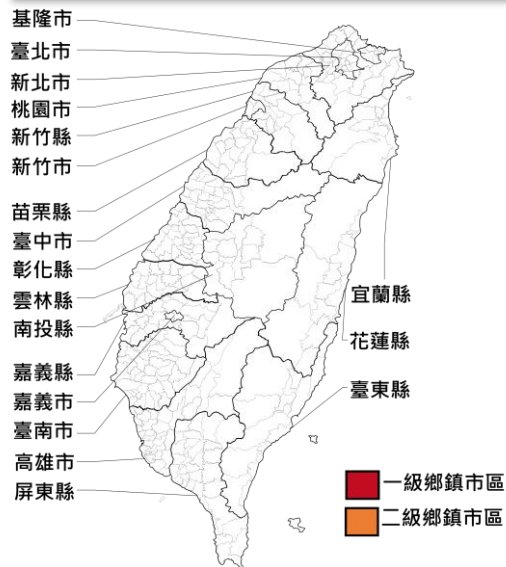 基隆市
臺北市
新北市
桃園市
新竹縣
新竹市
苗栗縣
臺中市
彰化縣
雲林縣
南投縣
嘉義縣
嘉義市
臺南市
高雄市
屏東縣
宜蘭縣
花蓮縣
臺東縣
一級鄉鎮市區
二級鄉鎮市區